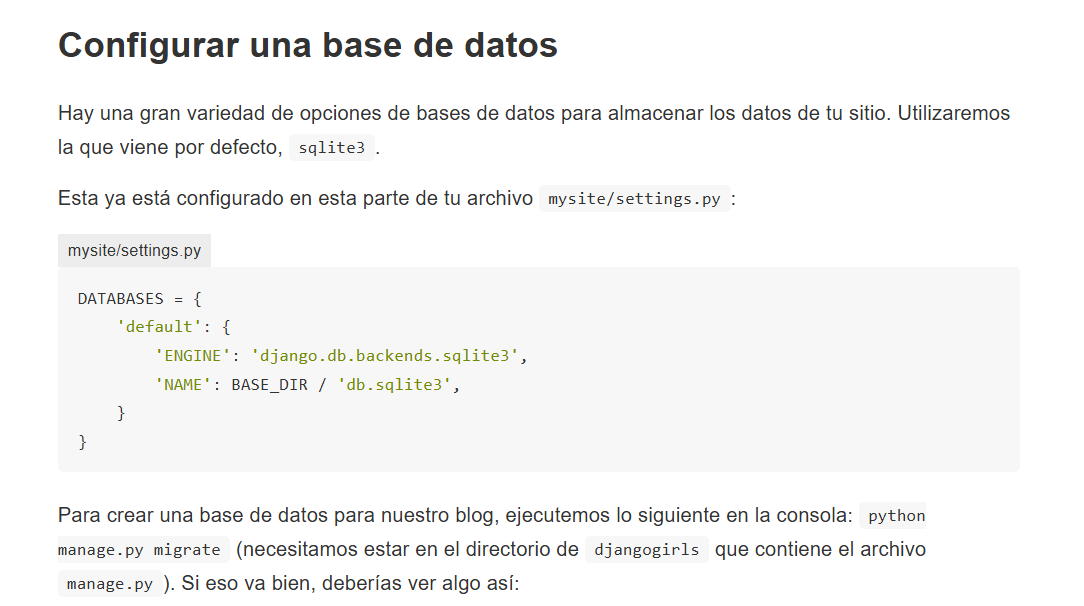 Configurar una base de datos
Hay una gran variedad de opciones de bases de datos para almacenar los datos de tu sitio. Utilizaremos
la que viene por defecto, sqlite3 .
Esta ya está configurado en esta parte de tu archivo mysite/settings.py :
mysite/settings.py
DATABASES = {
    'default': {
        'ENGINE': 'django.db.backends.sqlite3',
        'NAME': BASE_DIR / 'db.sqlite3',
    }
}
Para crear una base de datos para nuestro blog, ejecutemos lo siguiente en la consola: python
manage.py migrate (necesitamos estar en el directorio de djangogirls que contiene el archivo
manage.py ). Si eso va bien, deberías ver algo así: